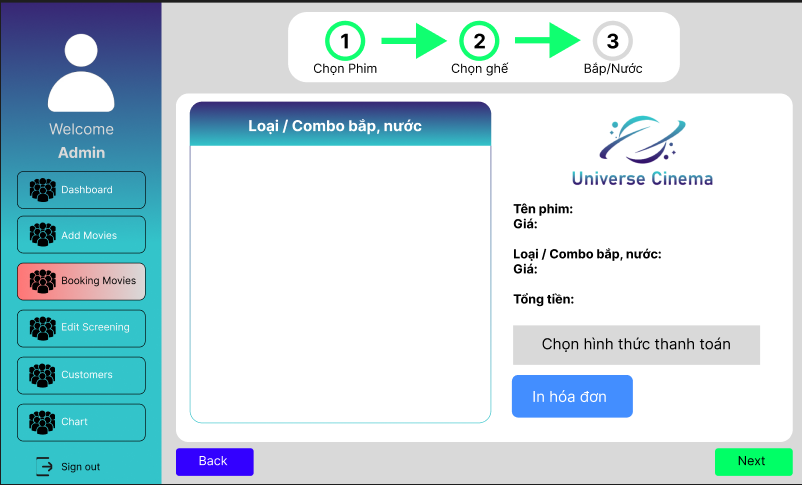 Welcome
Admin
Dashboard
Add Movies
Booking Movies
Edit Screening
Customers
Chart
Sign out
1
2
3
Chọn Phim
Chọn ghế
Bắp/Nước
Loại / Combo bắp, nước
Universe Cinema
Tên phim:
Giá:
Loại / Combo bắp, nước:
Giá:
Tổng tiền:
Chọn hình thức thanh toán
In hóa đơn
Back
Next